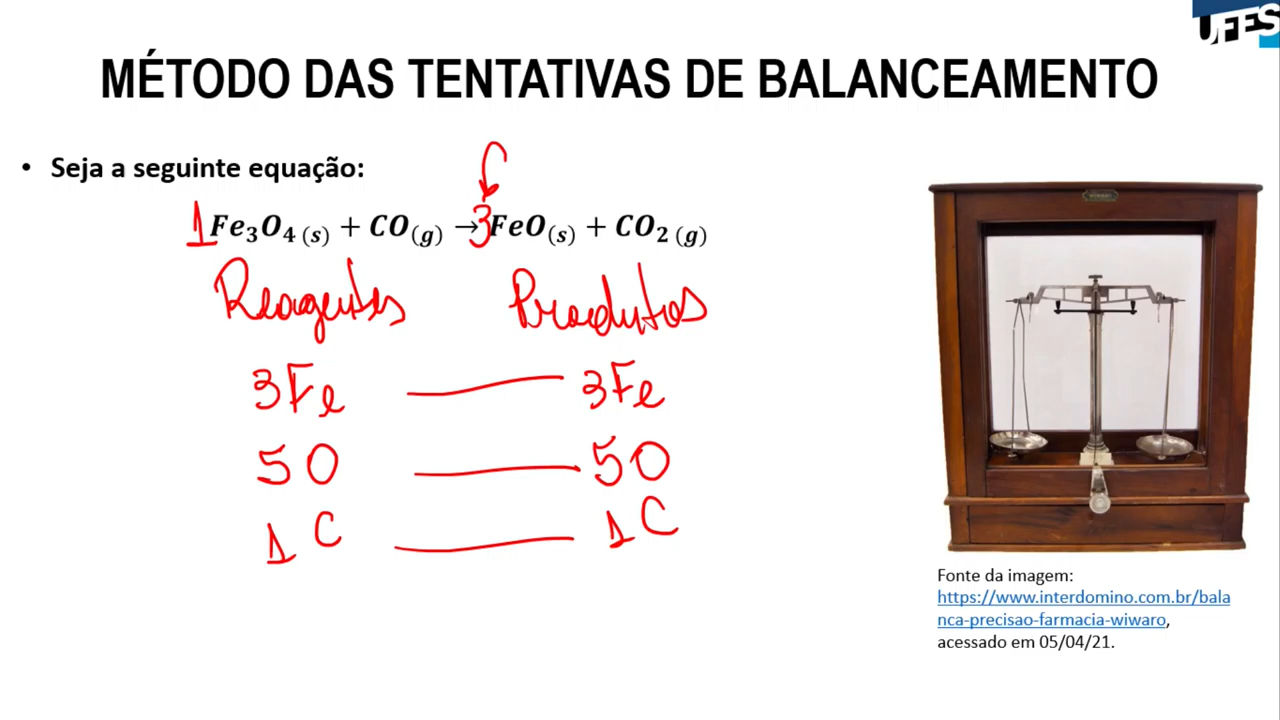 UFES
MÉTODO DAS TENTATIVAS DE BALANCEAMENTO
• Seja a seguinte equação:
1Fe₃O₄ (s) + CO(g) → 3FeO(s) + CO₂ (g)
Reagentes Produtos
3Fe — 3Fe
5O — 5O
1C — 1C
Fonte da imagem:
https://www.interdomino.com.br/bala
nca-precisao-farmacia-wiwaro,
acessado em 05/04/21.